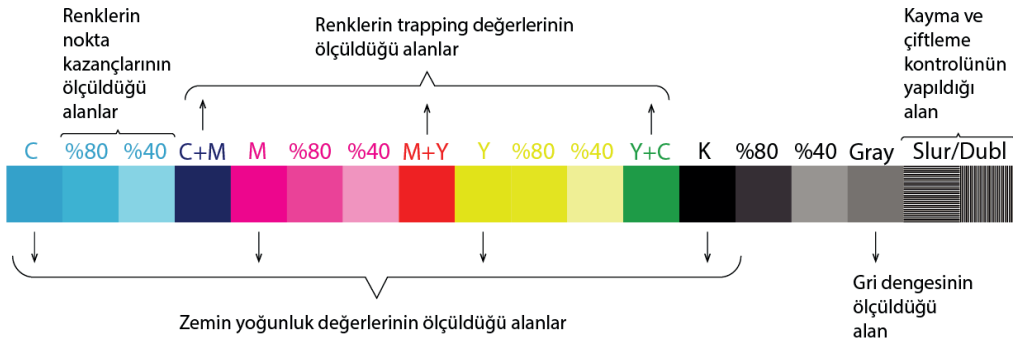 Renklerin
nokta
kazançlarının
ölçüldüğü
alanlar
Renklerin trapping değerlerinin
ölçüldüğü alanlar
Kayma ve
çiftleme
kontrolünün
yapıldığı
alan
C %80 %40 C+M M %80 %40 M+Y Y %80 %40 Y+C K %80 %40 Gray Slur/Dubl
Zemin yoğunluk değerlerinin ölçüldüğü alanlar
Gri dengesinin
ölçüldüğü
alan